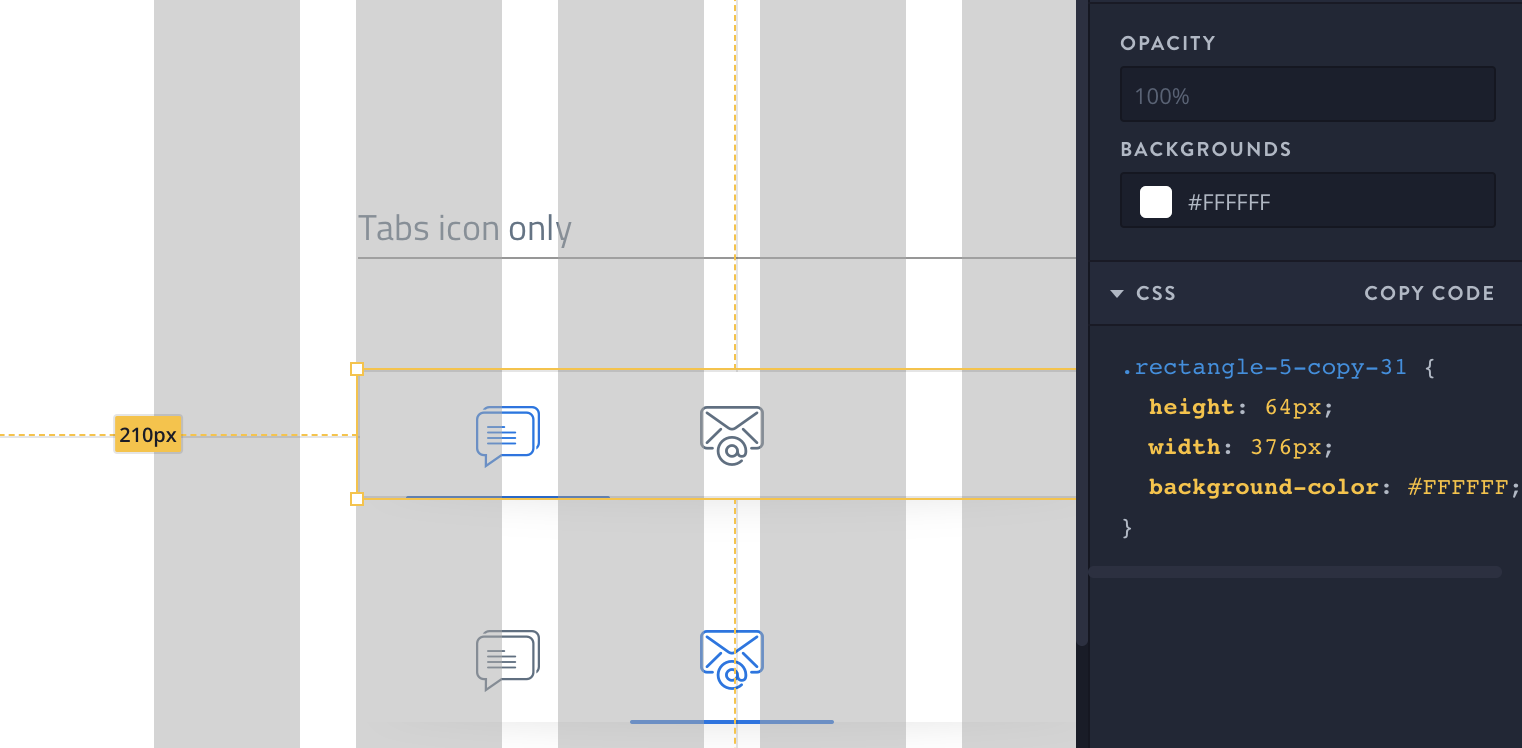 Tabs icon only
210px
@
@
OPACITY
100%
BACKGROUNDS
#FFFFFF
CSS COPY CODE
.rectangle-5-copy-31 {
height: 64px;
width: 376px;
background-color: #FFFFFF;
}